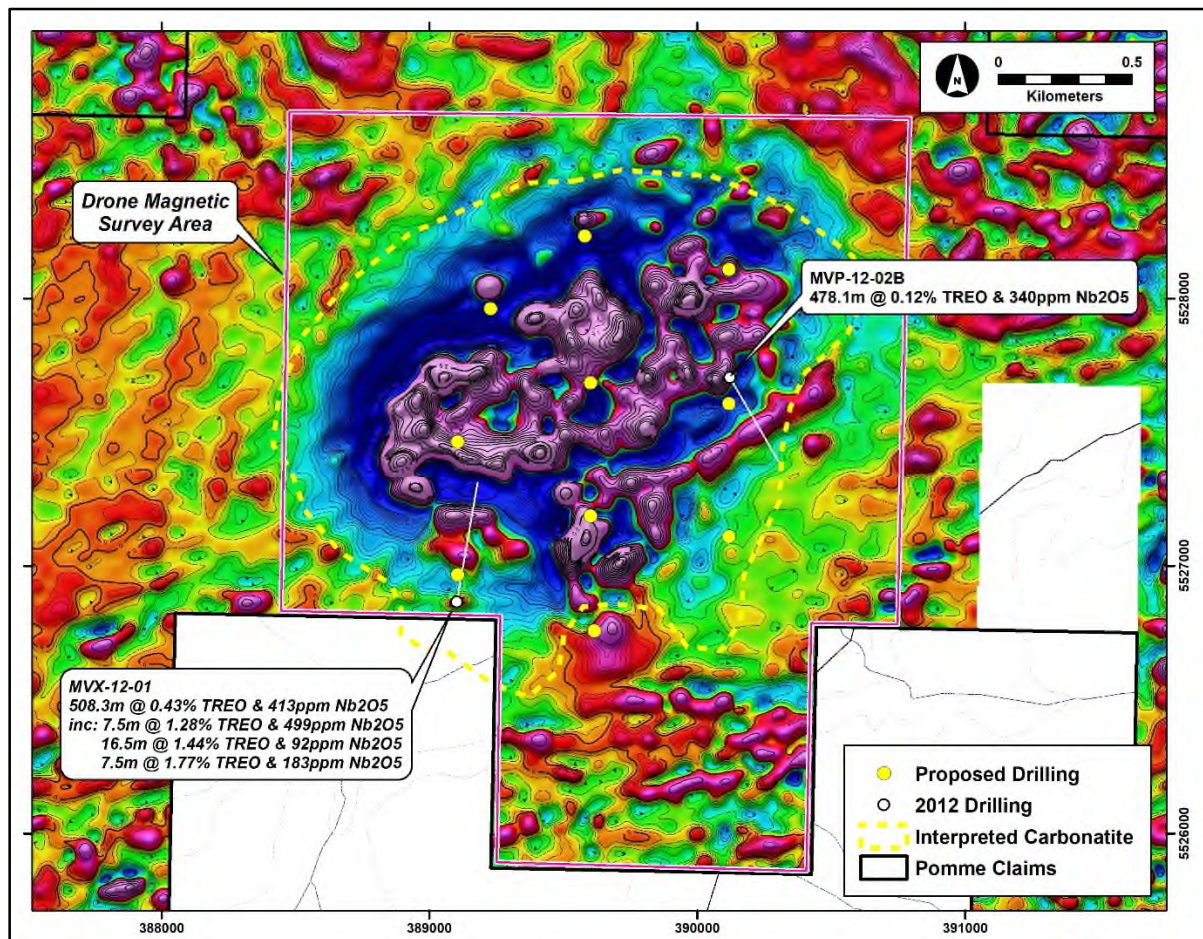 N
0 0.5
Kilometers
Drone Magnetic
Survey Area
MVP-12-02B
478.1m @ 0.12% TREO & 340ppm Nb2O5
5528000
5527000
MVX-12-01
508.3m @ 0.43% TREO & 413ppm Nb2O5
inc: 7.5m @ 1.28% TREO & 499ppm Nb2O5
16.5m @ 1.44% TREO & 92ppm Nb2O5
7.5m @ 1.77% TREO & 183ppm Nb2O5
Proposed Drilling
2012 Drilling
Interpreted Carbonatite
Pomme Claims
5526000
388000 389000 390000 391000